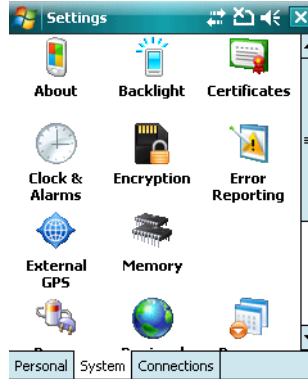 Settings
About
Backlight
Certificates
Clock &
Alarms
Encryption
Error
Reporting
External
GPS
Memory
Personal
System
Connections